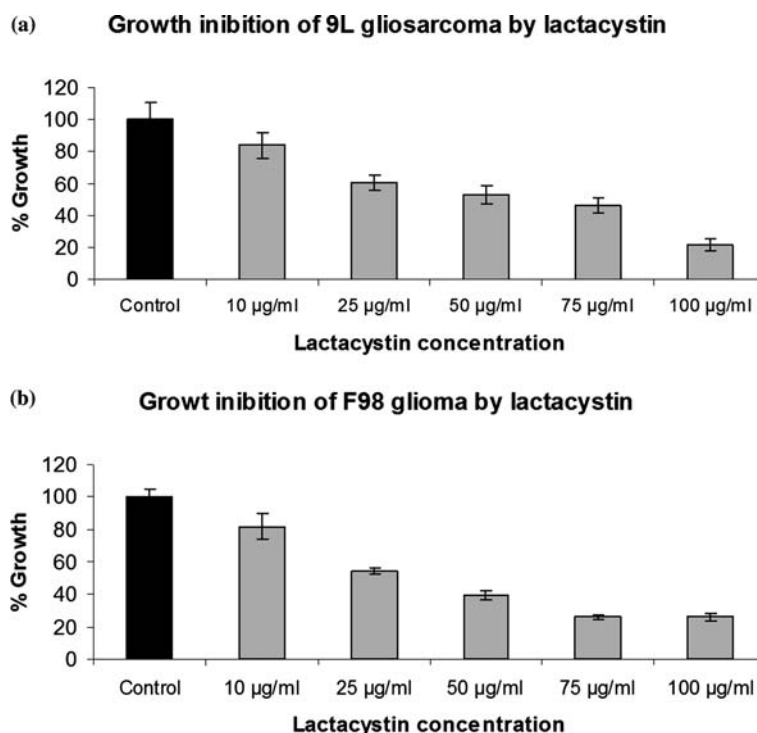 (a) Growth inibition of 9L gliosarcoma by lactacystin
120
100
80
60
40
20
0
% Growth
Control 10 µg/ml 25 µg/ml 50 µg/ml 75 µg/ml 100 µg/ml
Lactacystin concentration
(b) Growt inibition of F98 glioma by lactacystin
120
100
80
60
40
20
0
% Growth
Control 10 µg/ml 25 µg/ml 50 µg/ml 75 µg/ml 100 µg/ml
Lactacystin concentration